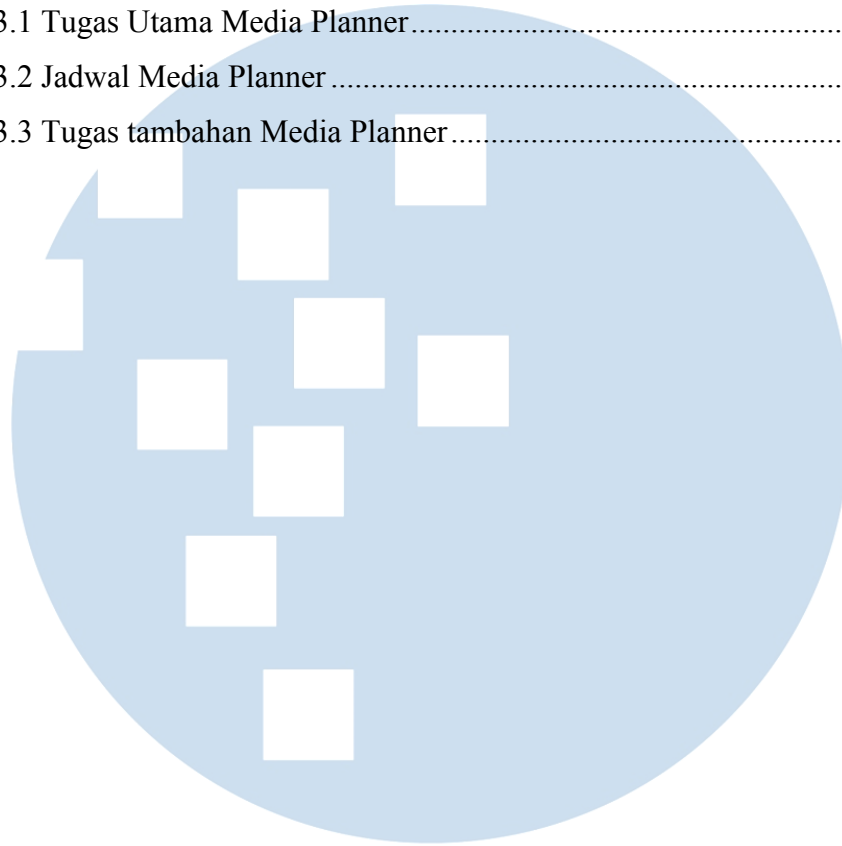 3.1 Tugas Utama Media Planner......................................................
3.2 Jadwal Media Planner................................................................
3.3 Tugas tambahan Media Planner.................................................